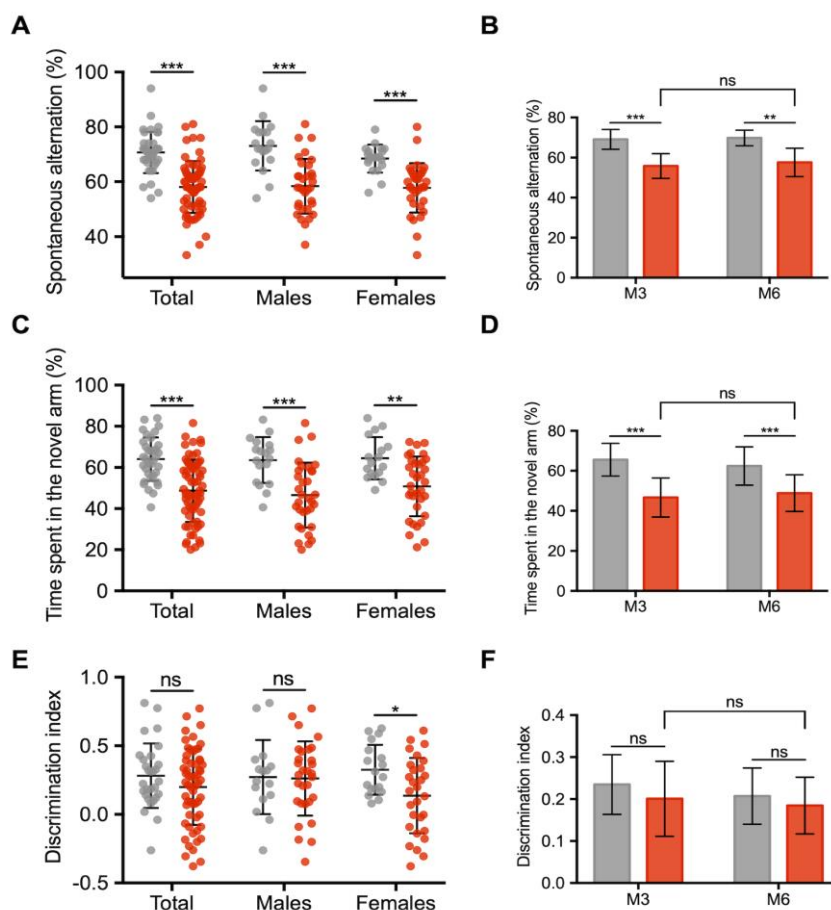 A
Spontaneous alternation (%)
100
80
60
40
***
***
***
Total
Males
Females
B
Spontaneous alternation (%)
80
60
40
20
0
ns
***
**
M3
M6
C
Time spent in the novel arm (%)
100
80
60
40
20
0
***
***
**
Total
Males
Females
D
Time spent in the novel arm (%)
80
60
40
20
0
ns
***
***
M3
M6
E
Discrimination index
1.0
0.5
0.0
-0.5
ns
ns
*
Total
Males
Females
F
Discrimination index
0.4
0.3
0.2
0.1
0.0
ns
ns
ns
M3
M6